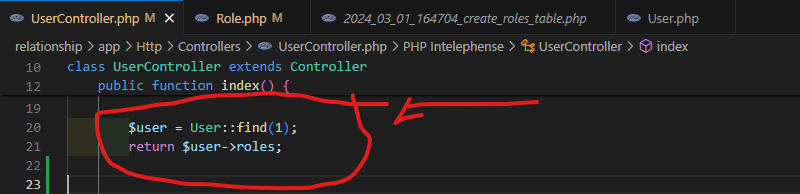 UserController.php M Role.php 2024_03_01_164704_create_roles_table.php User.php
relationship > app > Http > Controllers > UserController.php > PHP Intelephense > UserController > index
10 class UserController extends Controller
12 public function index() {
19
20 $user = User::find(1);
21 return $user->roles;
22
23